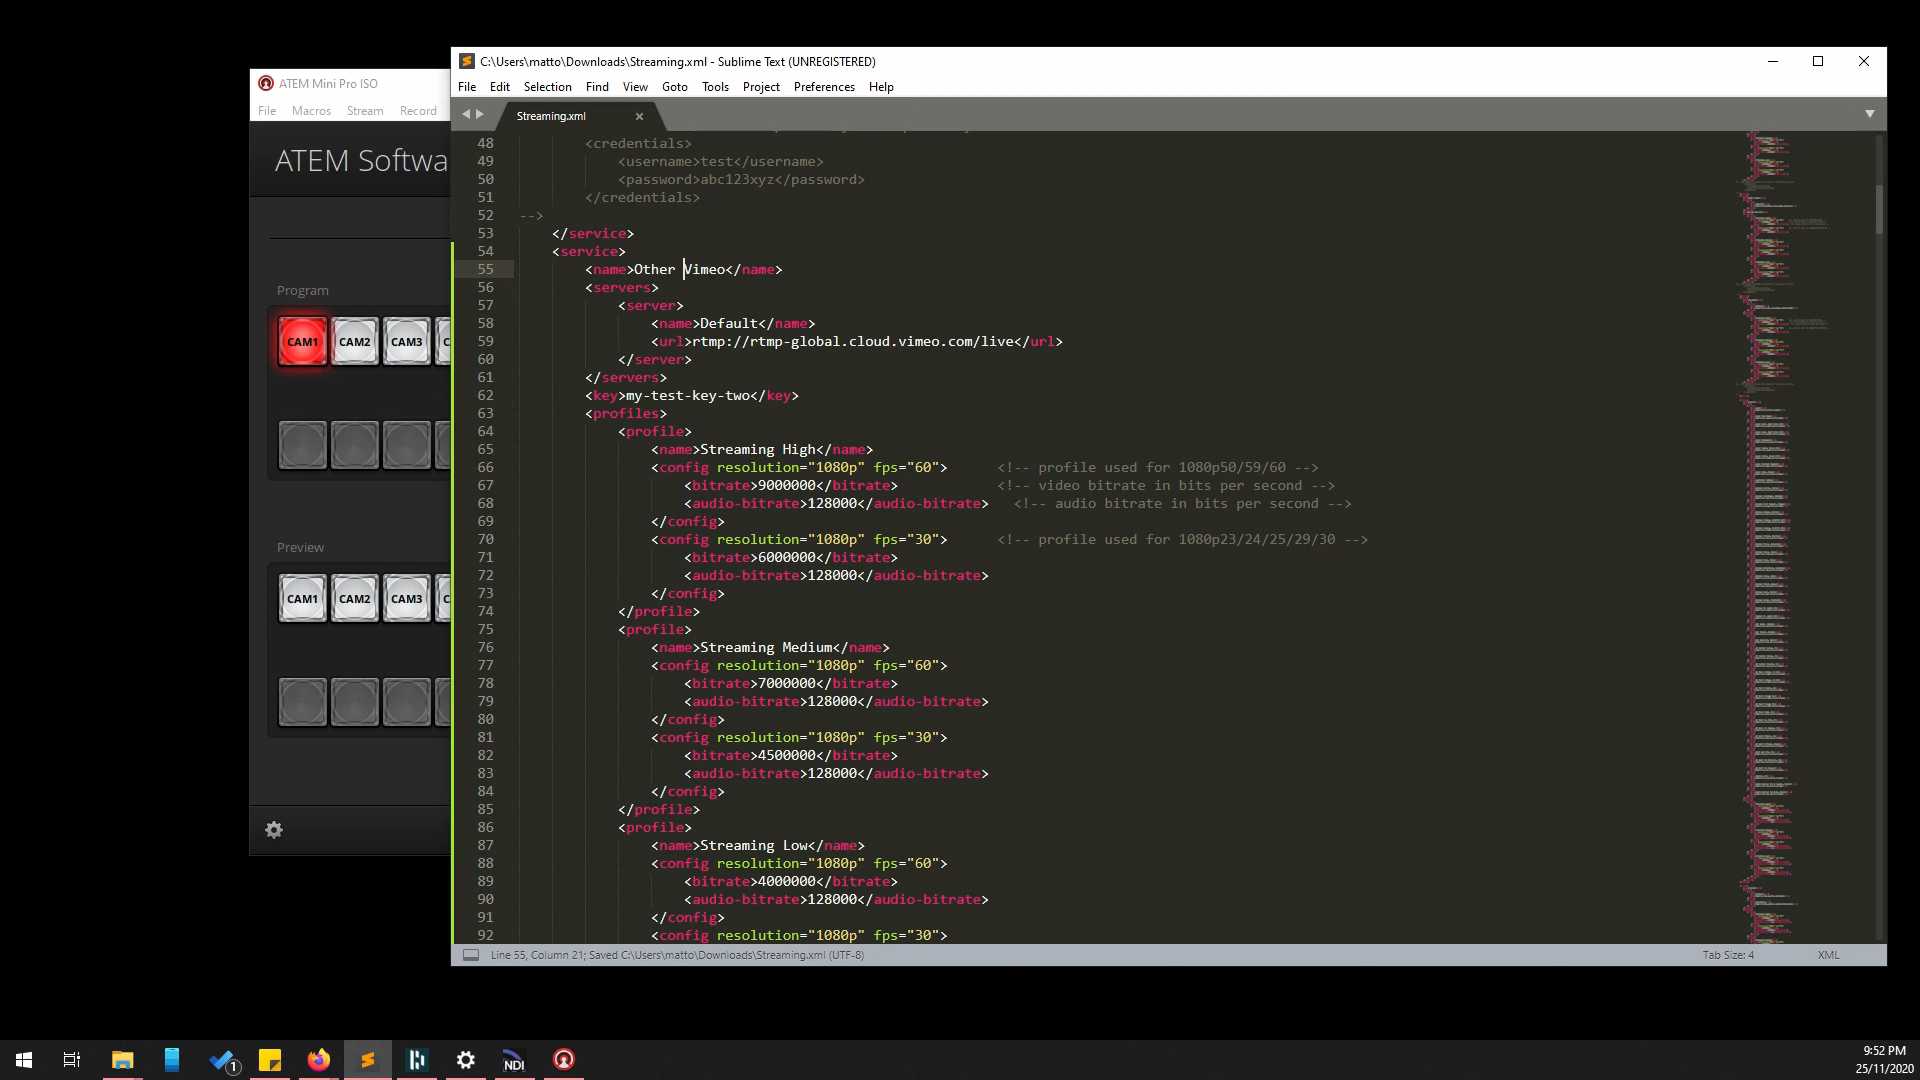 C:\Users\matto\Downloads\Streaming.xml - Sublime Text (UNREGISTERED)
File Edit Selection Find View Goto Tools Project Preferences Help
Streaming.xml
ATEM Mini Pro ISO
File Macros Stream Record
ATEM Softwa
Program
CAM1 CAM2 CAM3 C
Preview
CAM1 CAM2 CAM3 C
48 <credentials>
49 <username>test</username>
50 <password>abc123xyz</password>
51 </credentials>
52 -->
53 </service>
54 <service>
55 <name>Other Vimeo</name>
56 <servers>
57 <server>
58 <name>Default</name>
59 <url>rtmp://rtmp-global.cloud.vimeo.com/live</url>
60 </server>
61 </servers>
62 <key>my-test-key-two</key>
63 <profiles>
64 <profile>
65 <name>Streaming High</name>
66 <config resolution="1080p" fps="60"> <!-- profile used for 1080p50/59/60 -->
67 <bitrate>9000000</bitrate> <!-- video bitrate in bits per second -->
68 <audio-bitrate>128000</audio-bitrate> <!-- audio bitrate in bits per second -->
69 </config>
70 <config resolution="1080p" fps="30"> <!-- profile used for 1080p23/24/25/29/30 -->
71 <bitrate>6000000</bitrate>
72 <audio-bitrate>128000</audio-bitrate>
73 </config>
74 </profile>
75 <profile>
76 <name>Streaming Medium</name>
77 <config resolution="1080p" fps="60">
78 <bitrate>7000000</bitrate>
79 <audio-bitrate>128000</audio-bitrate>
80 </config>
81 <config resolution="1080p" fps="30">
82 <bitrate>4500000</bitrate>
83 <audio-bitrate>128000</audio-bitrate>
84 </config>
85 </profile>
86 <profile>
87 <name>Streaming Low</name>
88 <config resolution="1080p" fps="60">
89 <bitrate>4000000</bitrate>
90 <audio-bitrate>128000</audio-bitrate>
91 </config>
92 <config resolution="1080p" fps="30">
Line 55, Column 21; Saved C:\Users\matto\Downloads\Streaming.xml (UTF-8) Tab Size: 4 XML
1
NDI
9:52 PM
25/11/2020